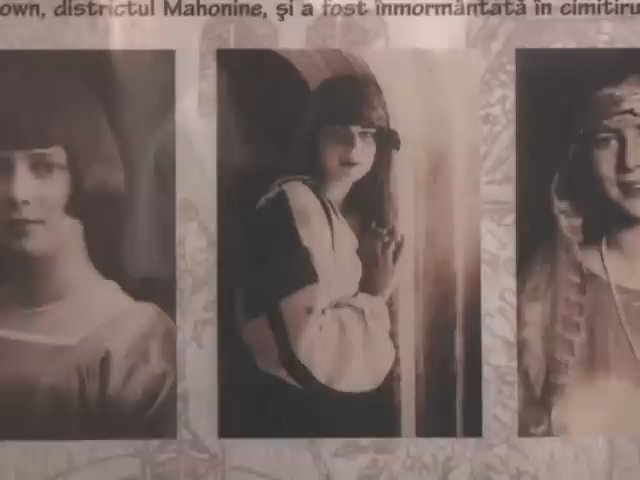 own, districtul Mahonine, şi a fost înmormântată în cimitiru